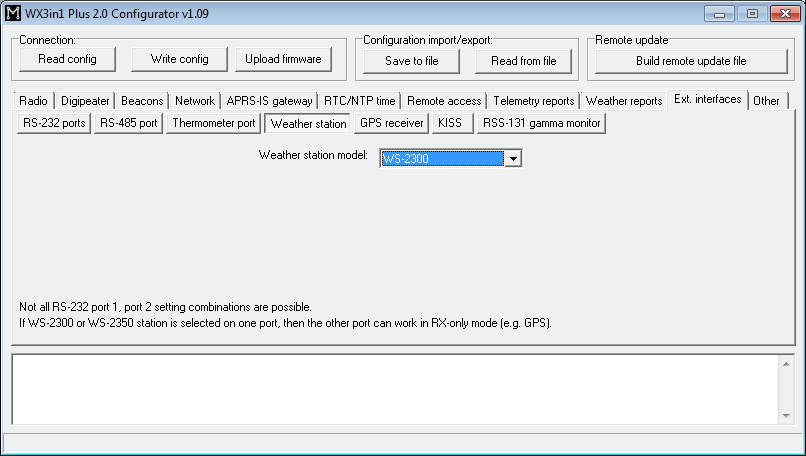 WX3in1 Plus 2.0 Configurator v1.09
Connection: Configuration import/export: Remote update
Read config Write config Upload firmware Save to file Read from file Build remote update file
Radio Digipeater Beacons Network APRS-IS gateway RTC/NTP time Remote access Telemetry reports Weather reports Ext. interfaces Other
RS-232 ports RS-485 port Thermometer port Weather station GPS receiver KISS RSS-131 gamma monitor
Weather station model: WS-2300
Not all RS-232 port 1, port 2 setting combinations are possible.
If WS-2300 or WS-2350 station is selected on one port, then the other port can work in RX-only mode (e.g. GPS).